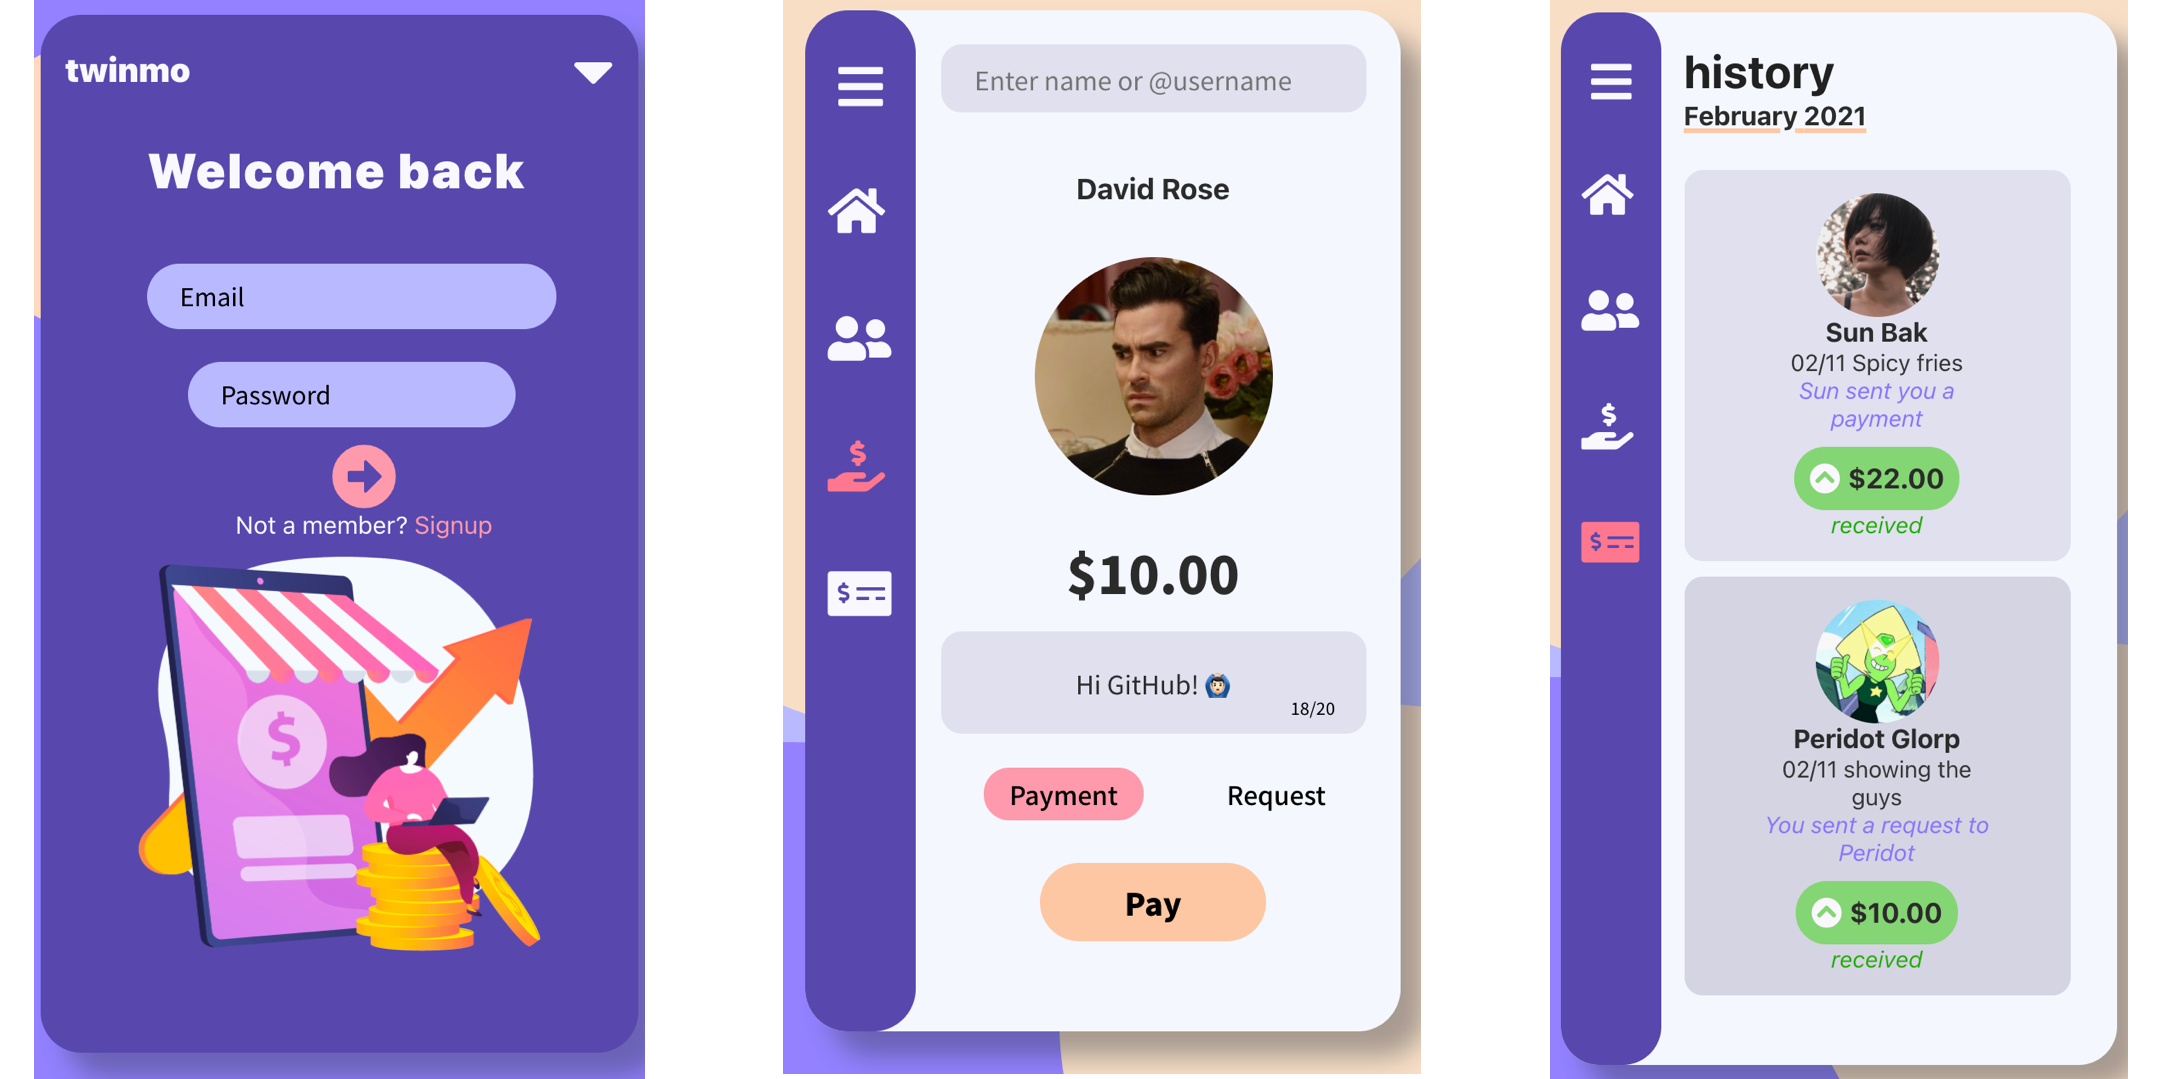 twinmo
Welcome back
Email
Password
Not a member? Signup
$
Enter name or @username
David Rose
$
$10.00
$
Hi GitHub! 🙆🏻‍♂️
18/20
Payment Request
Pay
history
February 2021
$
$
Sun Bak
02/11 Spicy fries
Sun sent you a
payment
$22.00
received
Peridot Glorp
02/11 showing the
guys
You sent a request to
Peridot
$10.00
received